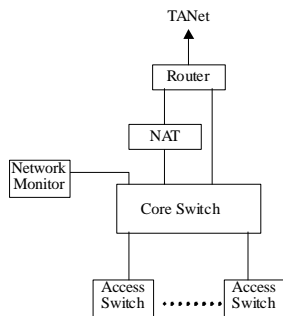 TANet
Router
NAT
Network
Monitor
Core Switch
Access
Switch
Access
Switch